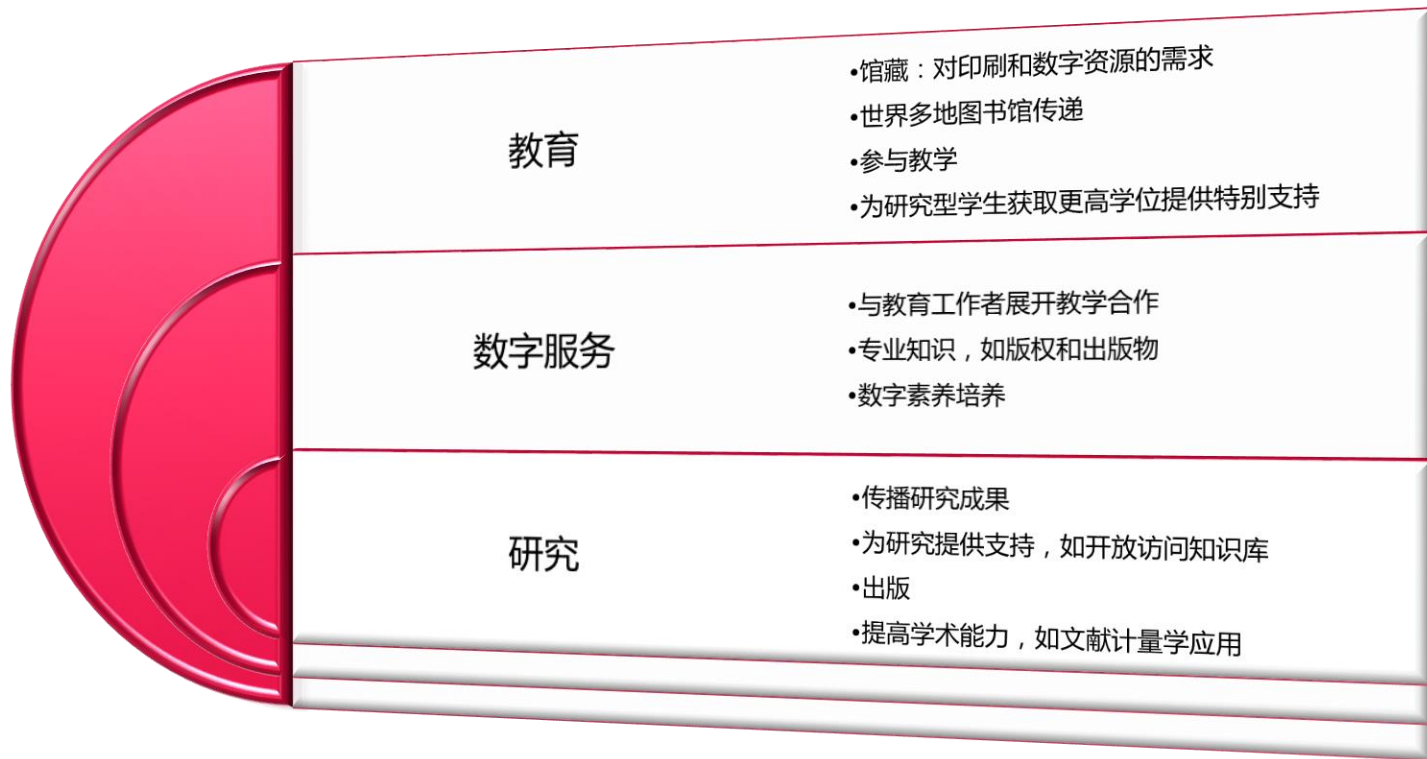 教育
•馆藏：对印刷和数字资源的需求
•世界多地图书馆传递
•参与教学
•为研究型学生获取更高学位提供特别支持
数字服务
•与教育工作者展开教学合作
•专业知识，如版权和出版物
•数字素养培养
研究
•传播研究成果
•为研究提供支持，如开放访问知识库
•出版
•提高学术能力，如文献计量学应用